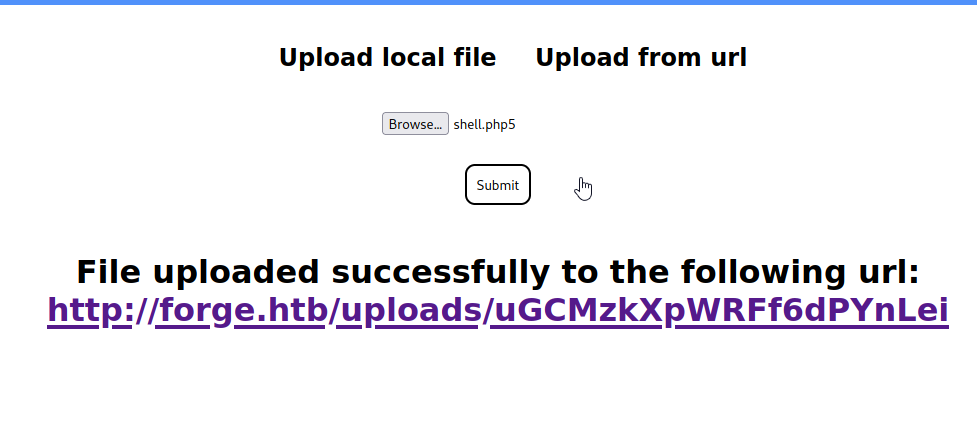 Upload local file Upload from url
Browse... shell.php5
Submit
File uploaded successfully to the following url:
http://forge.htb/uploads/uGCMzkXpWRFf6dPYnLei